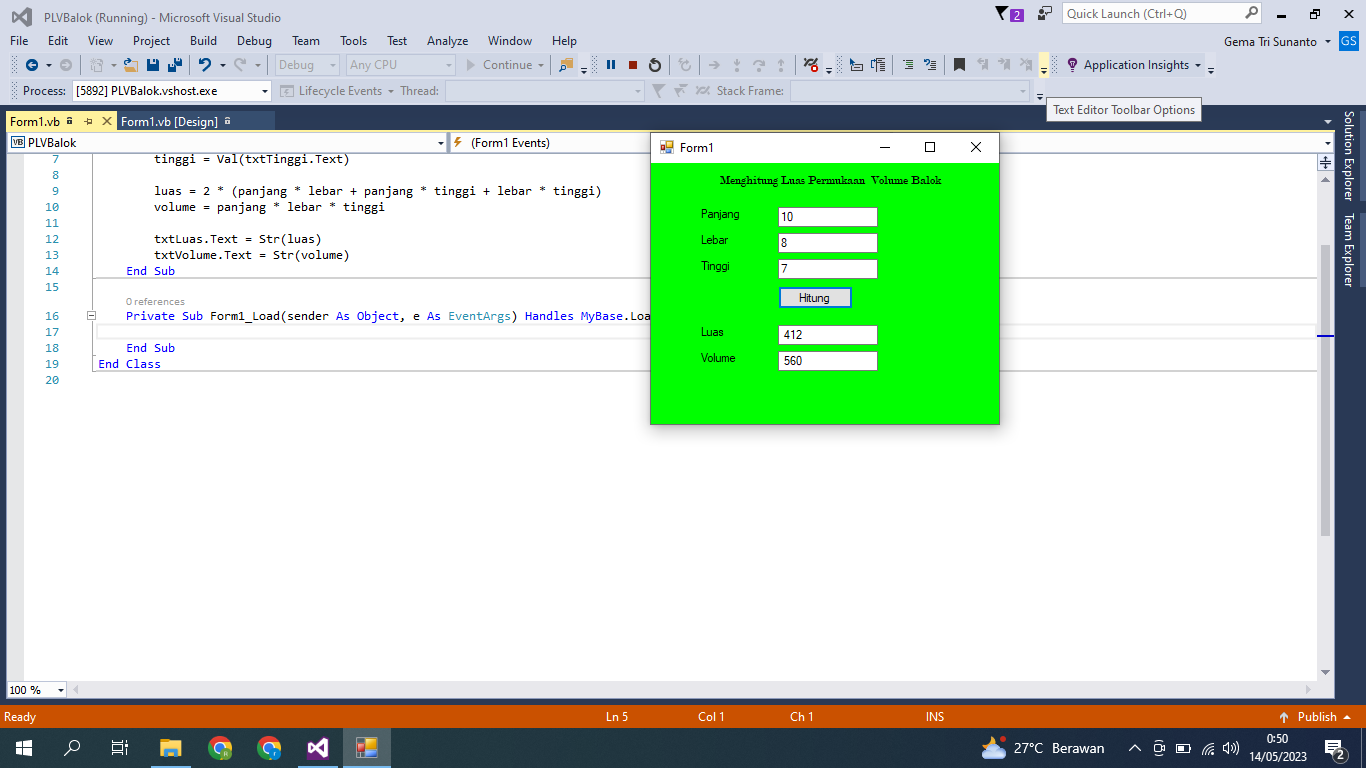 PLVBalok (Running) - Microsoft Visual Studio
2
Quick Launch (Ctrl+Q)
File Edit View Project Build Debug Team Tools Test Analyze Window Help
Gema Tri Sunanto GS
Debug Any CPU Continue Application Insights
Process: [5892] PLVBalok.vshost.exe Lifecycle Events Thread: Stack Frame:
Text Editor Toolbar Options
Form1.vb Form1.vb [Design]
VB PLVBalok (Form1 Events)
7 tinggi = Val(txtTinggi.Text)
8
9 luas = 2 * (panjang * lebar + panjang * tinggi + lebar * tinggi)
10 volume = panjang * lebar * tinggi
11
12 txtLuas.Text = Str(luas)
13 txtVolume.Text = Str(volume)
14 End Sub
15
0 references
16 Private Sub Form1_Load(sender As Object, e As EventArgs) Handles MyBase.Loa
17
18 End Sub
19 End Class
20
Form1
Menghitung Luas Permukaan Volume Balok
Panjang 10
Lebar 8
Tinggi 7
Hitung
Luas 412
Volume 560
Solution Explorer
Team Explorer
100 %
Ready Ln 5 Col 1 Ch 1 INS Publish
27°C Berawan
0:50
14/05/2023
2